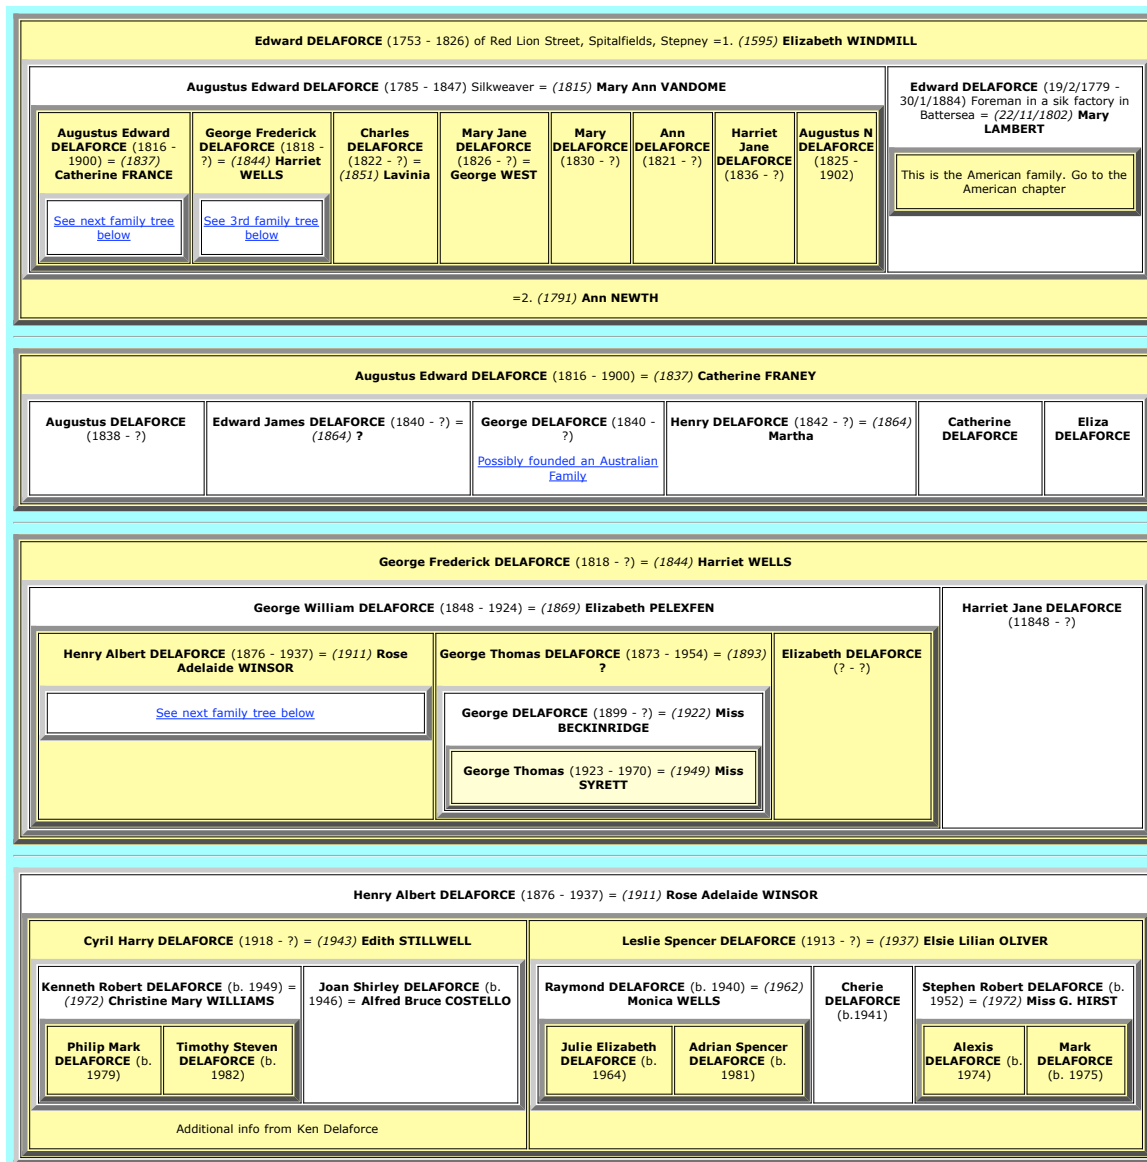 Edward DELAFORCE (1753 - 1826) of Red Lion Street, Spitalfields, Stepney =1. (1595) Elizabeth WINDMILL
Augustus Edward DELAFORCE (1785 - 1847) Silkweaver = (1815) Mary Ann VANDOME
Augustus Edward
DELAFORCE (1816 -
1900) = (1837)
Catherine FRANCE
See next family tree
below
George Frederick
DELAFORCE (1818 -
?) = (1844) Harriet
WELLS
See 3rd family tree
below
Charles
DELAFORCE
(1822 - ?) =
(1851) Lavinia
Mary Jane
DELAFORCE
(1826 - ?) =
George WEST
Mary
DELAFORCE
(1830 - ?)
Ann
DELAFORCE
(1821 - ?)
Harriet
Jane
DELAFORCE
(1836 - ?)
Augustus N
DELAFORCE
(1825 -
1902)
Edward DELAFORCE (19/2/1779 -
30/1/1884) Foreman in a sik factory in
Battersea = (22/11/1802) Mary
LAMBERT
This is the American family. Go to the
American chapter
=2. (1791) Ann NEWTH
Augustus Edward DELAFORCE (1816 - 1900) = (1837) Catherine FRANEY
Augustus DELAFORCE
(1838 - ?)
Edward James DELAFORCE (1840 - ?) =
(1864) ?
George DELAFORCE (1840 -
?)
Possibly founded an Australian
Family
Henry DELAFORCE (1842 - ?) = (1864)
Martha
Catherine
DELAFORCE
Eliza
DELAFORCE
George Frederick DELAFORCE (1818 - ?) = (1844) Harriet WELLS
George William DELAFORCE (1848 - 1924) = (1869) Elizabeth PELEXFEN
Henry Albert DELAFORCE (1876 - 1937) = (1911) Rose
Adelaide WINSOR
See next family tree below
George Thomas DELAFORCE (1873 - 1954) = (1893)
?
George DELAFORCE (1899 - ?) = (1922) Miss
BECKINRIDGE
George Thomas (1923 - 1970) = (1949) Miss
SYRETT
Elizabeth DELAFORCE
(? - ?)
Harriet Jane DELAFORCE
(11848 - ?)
Henry Albert DELAFORCE (1876 - 1937) = (1911) Rose Adelaide WINSOR
Cyril Harry DELAFORCE (1918 - ?) = (1943) Edith STILLWELL
Kenneth Robert DELAFORCE (b. 1949) =
(1972) Christine Mary WILLIAMS
Philip Mark
DELAFORCE (b.
1979)
Timothy Steven
DELAFORCE (b.
1982)
Joan Shirley DELAFORCE (b.
1946) = Alfred Bruce COSTELLO
Additional info from Ken Delaforce
Leslie Spencer DELAFORCE (1913 - ?) = (1937) Elsie Lilian OLIVER
Raymond DELAFORCE (b. 1940) = (1962)
Monica WELLS
Julie Elizabeth
DELAFORCE (b.
1964)
Adrian Spencer
DELAFORCE (b.
1981)
Cherie
DELAFORCE
(b.1941)
Stephen Robert DELAFORCE (b.
1952) = (1972) Miss G. HIRST
Alexis
DELAFORCE (b.
1974)
Mark
DELAFORCE
(b. 1975)